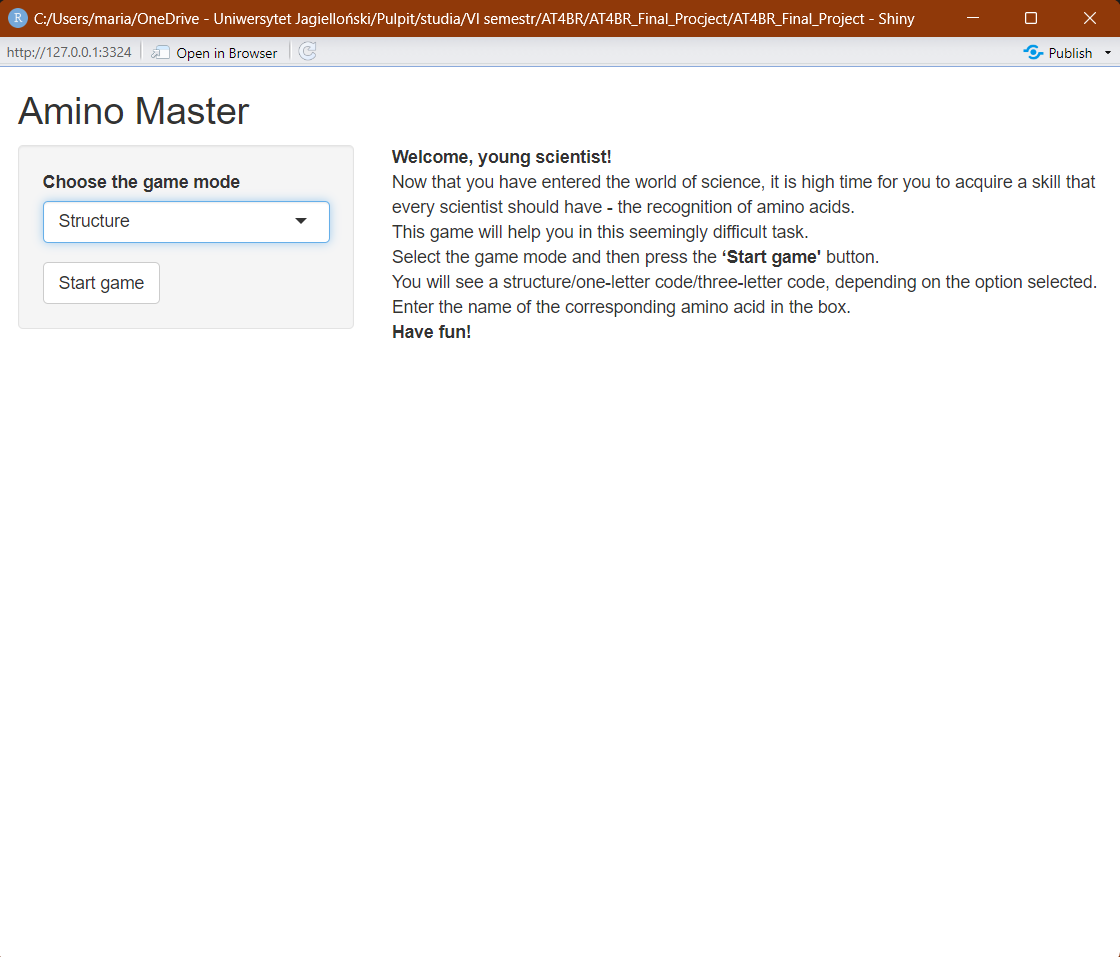 C:/Users/maria/OneDrive - Uniwersytet Jagielloński/Pulpit/studia/VI semestr/AT4BR/AT4BR_Final_Procject/AT4BR_Final_Project - Shiny
http://127.0.0.1:3324 Open in Browser Publish
Amino Master
Choose the game mode
Structure
Start game
Welcome, young scientist!
Now that you have entered the world of science, it is high time for you to acquire a skill that
every scientist should have - the recognition of amino acids.
This game will help you in this seemingly difficult task.
Select the game mode and then press the ‘Start game' button.
You will see a structure/one-letter code/three-letter code, depending on the option selected.
Enter the name of the corresponding amino acid in the box.
Have fun!